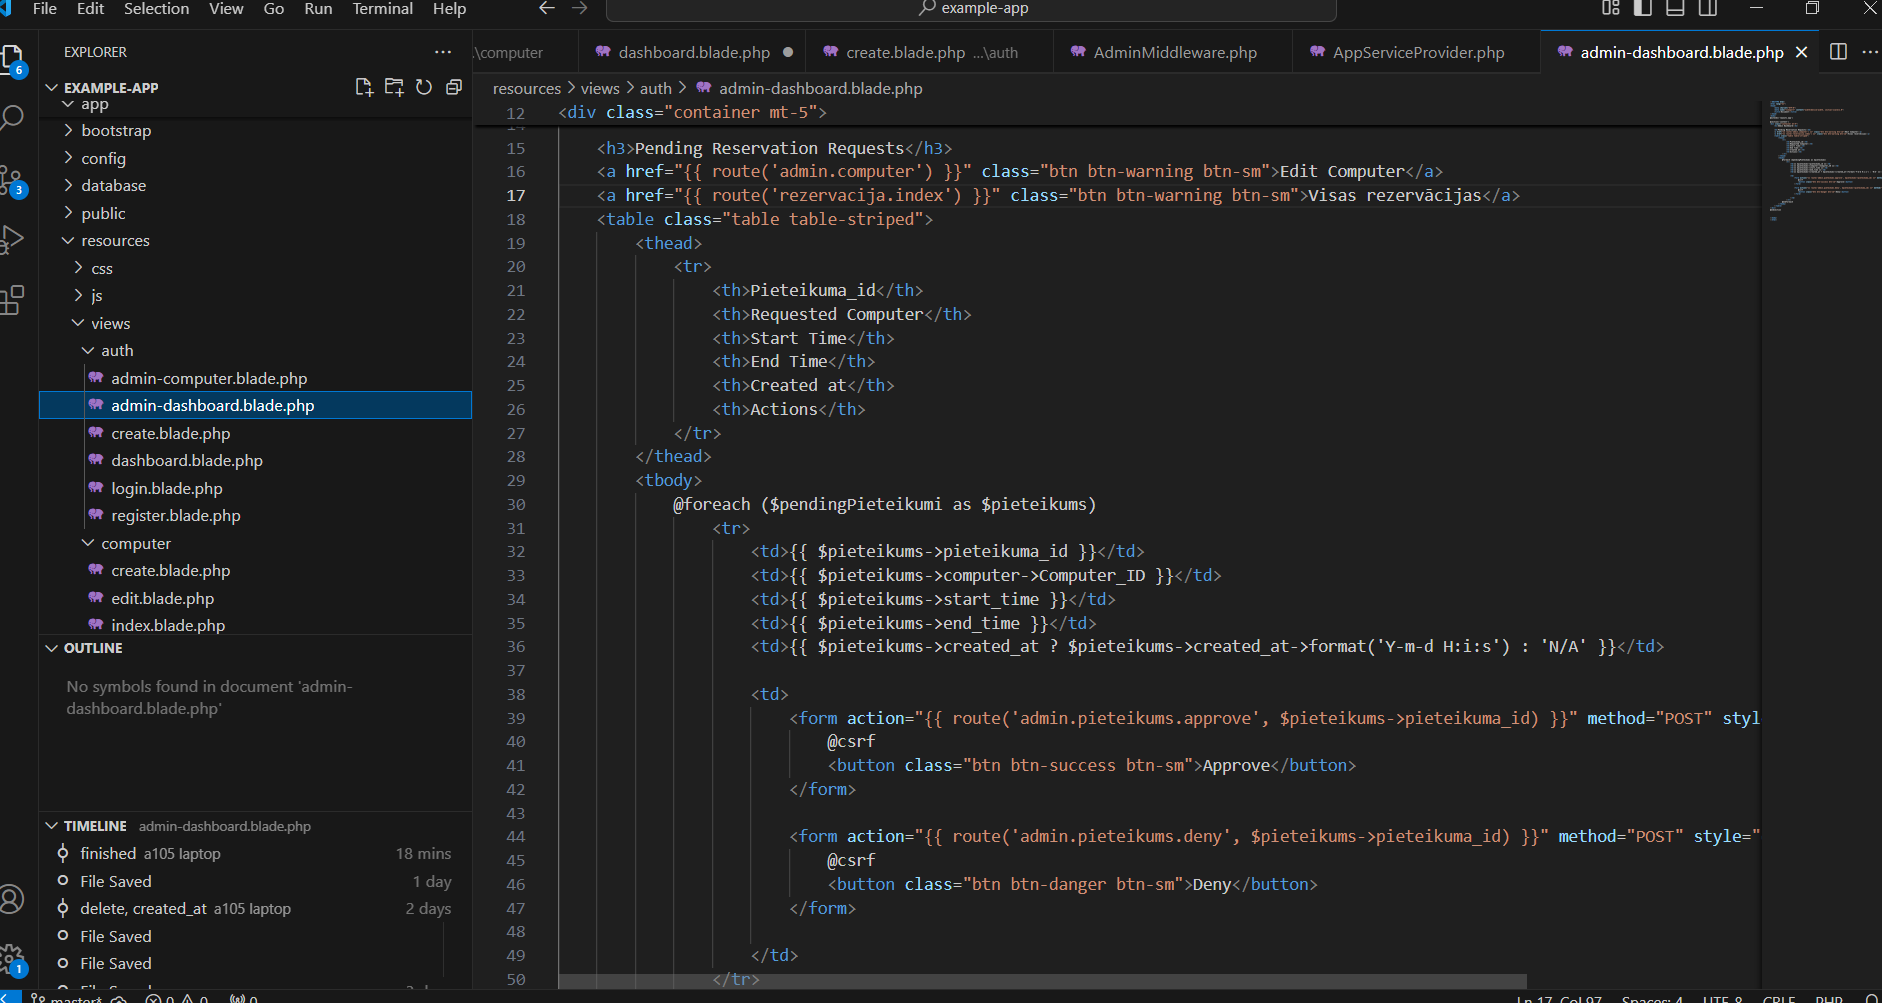 File Edit Selection View Go Run Terminal Help
example-app
EXPLORER
\computer
dashboard.blade.php
create.blade.php ...\auth
AdminMiddleware.php
AppServiceProvider.php
admin-dashboard.blade.php
EXAMPLE-APP
app
bootstrap
config
database
public
resources
css
js
views
auth
admin-computer.blade.php
admin-dashboard.blade.php
create.blade.php
dashboard.blade.php
login.blade.php
register.blade.php
computer
create.blade.php
edit.blade.php
index.blade.php
6
3
1
OUTLINE
No symbols found in document 'admin-
dashboard.blade.php'
TIMELINE admin-dashboard.blade.php
finished a105 laptop 18 mins
File Saved 1 day
delete, created_at a105 laptop 2 days
File Saved
File Saved
resources > views > auth > admin-dashboard.blade.php
12 <div class="container mt-5">
14
15 <h3>Pending Reservation Requests</h3>
16 <a href="{{ route('admin.computer') }}" class="btn btn-warning btn-sm">Edit Computer</a>
17 <a href="{{ route('rezervacija.index') }}" class="btn btn-warning btn-sm">Visas rezervācijas</a>
18 <table class="table table-striped">
19 <thead>
20 <tr>
21 <th>Pieteikuma_id</th>
22 <th>Requested Computer</th>
23 <th>Start Time</th>
24 <th>End Time</th>
25 <th>Created at</th>
26 <th>Actions</th>
27 </tr>
28 </thead>
29 <tbody>
30 @foreach ($pendingPieteikumi as $pieteikums)
31 <tr>
32 <td>{{ $pieteikums->pieteikuma_id }}</td>
33 <td>{{ $pieteikums->computer->Computer_ID }}</td>
34 <td>{{ $pieteikums->start_time }}</td>
35 <td>{{ $pieteikums->end_time }}</td>
36 <td>{{ $pieteikums->created_at ? $pieteikums->created_at->format('Y-m-d H:i:s') : 'N/A' }}</td>
37
38 <td>
39 <form action="{{ route('admin.pieteikums.approve', $pieteikums->pieteikuma_id) }}" method="POST" styl
40 @csrf
41 <button class="btn btn-success btn-sm">Approve</button>
42 </form>
43
44 <form action="{{ route('admin.pieteikums.deny', $pieteikums->pieteikuma_id) }}" method="POST" style="
45 @csrf
46 <button class="btn btn-danger btn-sm">Deny</button>
47 </form>
48
49 </td>
50 </tr>
master* 0 0 0
Ln 17, Col 97 Spaces: 4 UTF-8 CRLF PHP